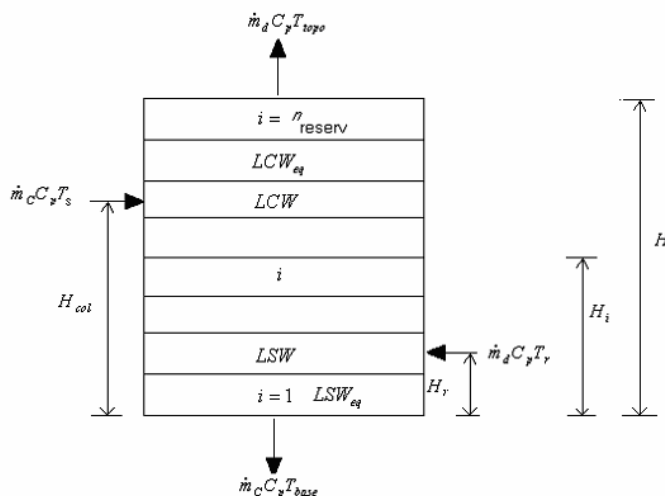 ṁ_d C_p T_topo
i = n_reserv
LCW_eq
ṁ_C C_p T_s
LCW
H
i
H_col
H_i
LSW
ṁ_d C_p T_r
i = 1 LSW_eq
H_r
ṁ_C C_p T_base